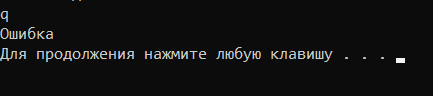 q
Ошибка
Для продолжения нажмите любую клавишу . . .